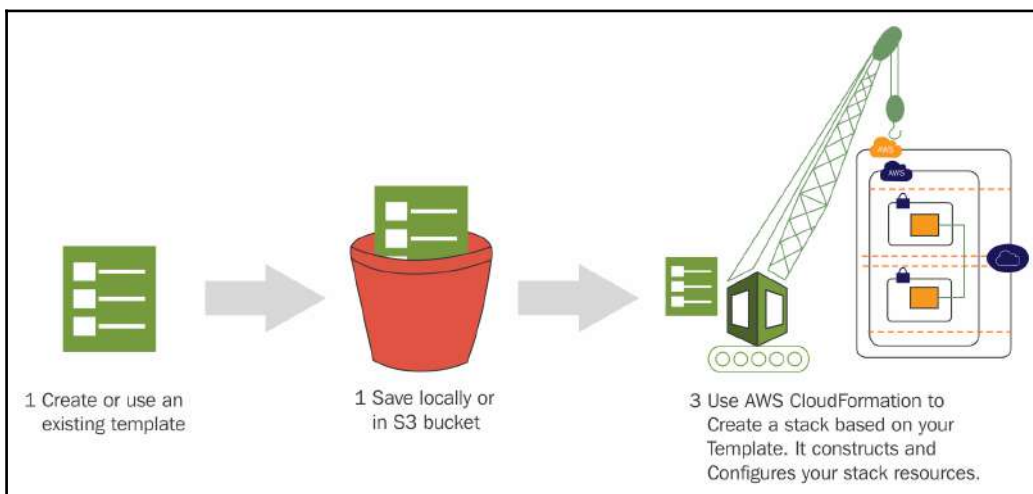 AWS
AWS
1 Create or use an
existing template
1 Save locally or
in S3 bucket
3 Use AWS CloudFormation to
Create a stack based on your
Template. It constructs and
Configures your stack resources.